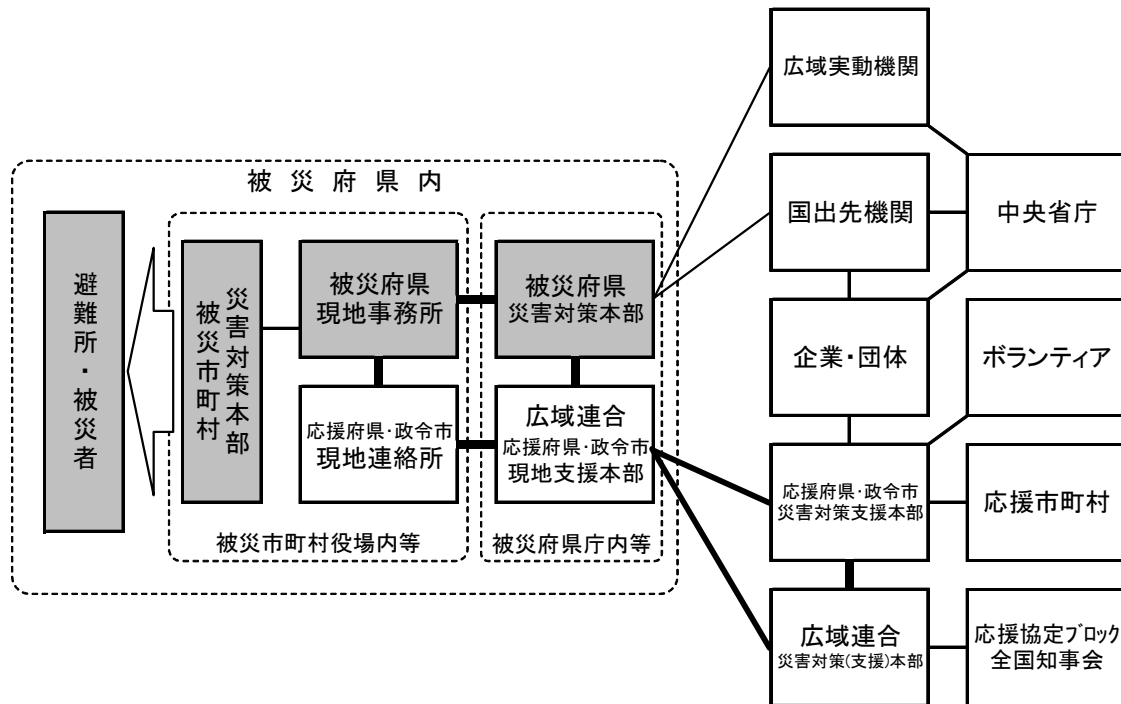 被災府県内
避難所・被災者
災害対策本部
被災市町村
被災府県
現地事務所
応援府県・政令市
現地連絡所
被災市町村役場内等
被災府県
災害対策本部
広域連合
応援府県・政令市
現地支援本部
被災府県庁内等
広域実動機関
国出先機関
中央省庁
企業・団体
ボランティア
応援府県・政令市
災害対策支援本部
応援市町村
広域連合
災害対策(支援)本部
応援協定ﾌﾞﾛｯｸ
全国知事会